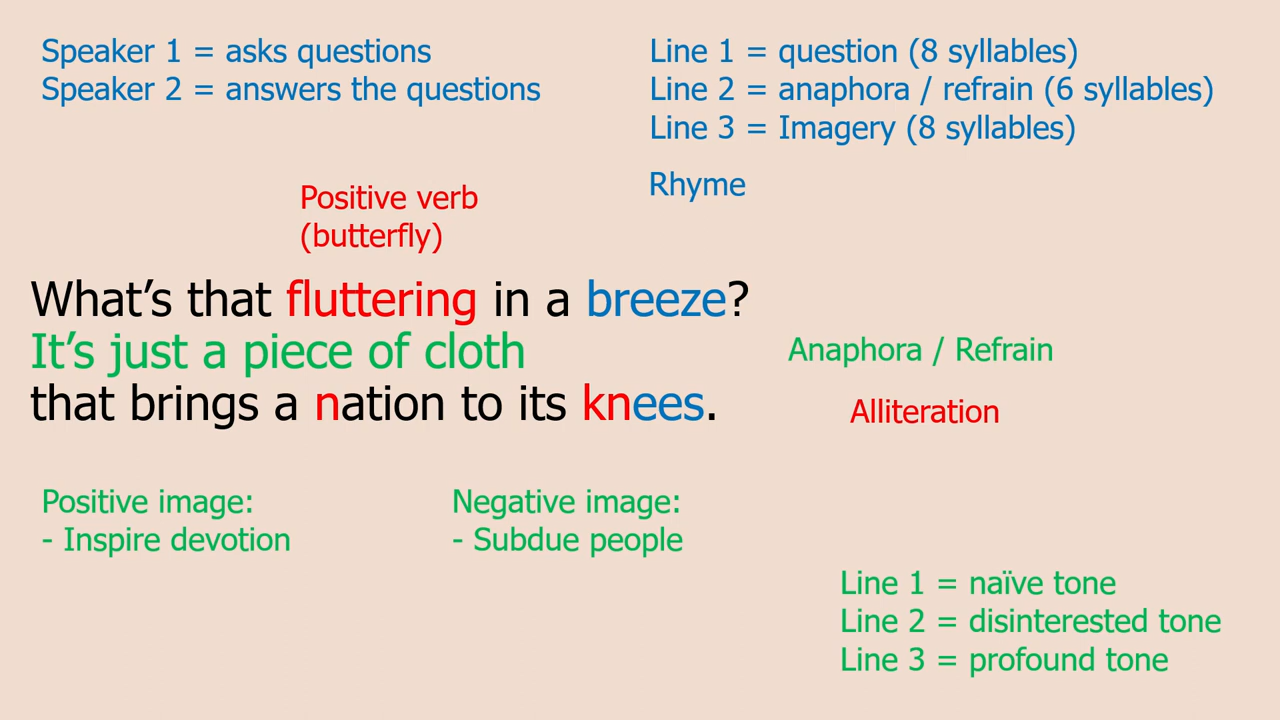 Speaker 1 = asks questions
Speaker 2 = answers the questions
Line 1 = question (8 syllables)
Line 2 = anaphora / refrain (6 syllables)
Line 3 = Imagery (8 syllables)
Rhyme
Positive verb
(butterfly)
What’s that fluttering in a breeze?
It’s just a piece of cloth
that brings a nation to its knees.
Anaphora / Refrain
Alliteration
Positive image:
- Inspire devotion
Negative image:
- Subdue people
Line 1 = naïve tone
Line 2 = disinterested tone
Line 3 = profound tone